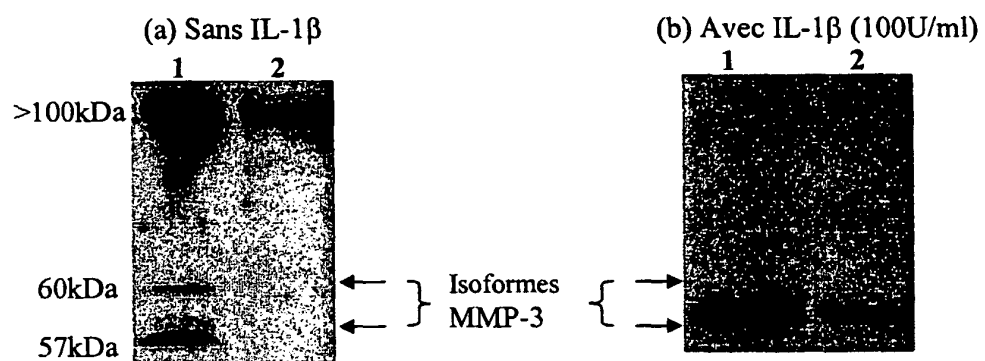 (a) Sans IL-1β
(b) Avec IL-1β (100U/ml)
1 2
1 2
>100kDa
60kDa
Isoformes
MMP-3
57kDa